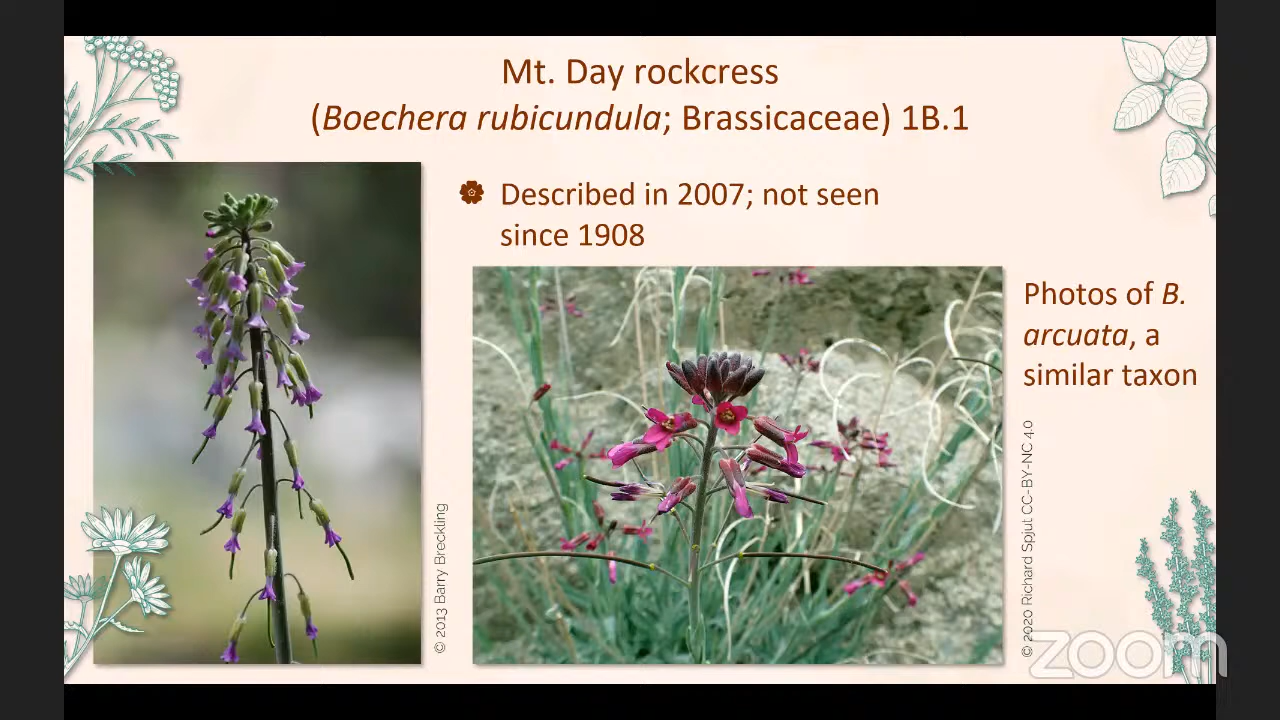 Mt. Day rockcress
(Boechera rubicundula; Brassicaceae) 1B.1
Described in 2007; not seen
since 1908
Photos of B.
arcuata, a
similar taxon
© 2013 Barry Breckling
© 2020 Richard Spjut CC-BY-NC 4.0
zoom